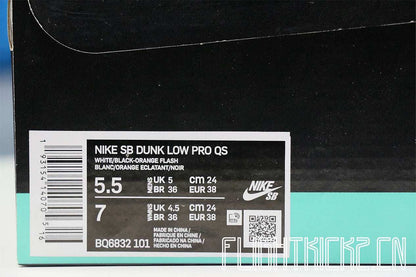 NIKE SB DUNK LOW PRO QS
WHITE/BLACK-ORANGE FLASH
BLANC/ORANGE ECLATANT/NOIR
5.5 MENS UK 5 CM 24
BR 36 EUR 38
7 WMNS UK 4.5 CM 24
BR 36 EUR 38
MADE IN CHINA/
FABRIQUE EN CHINE/
FABRICADO NA CHINA/
HECHO EN CHINA
BQ6832 101
NIKE
SB